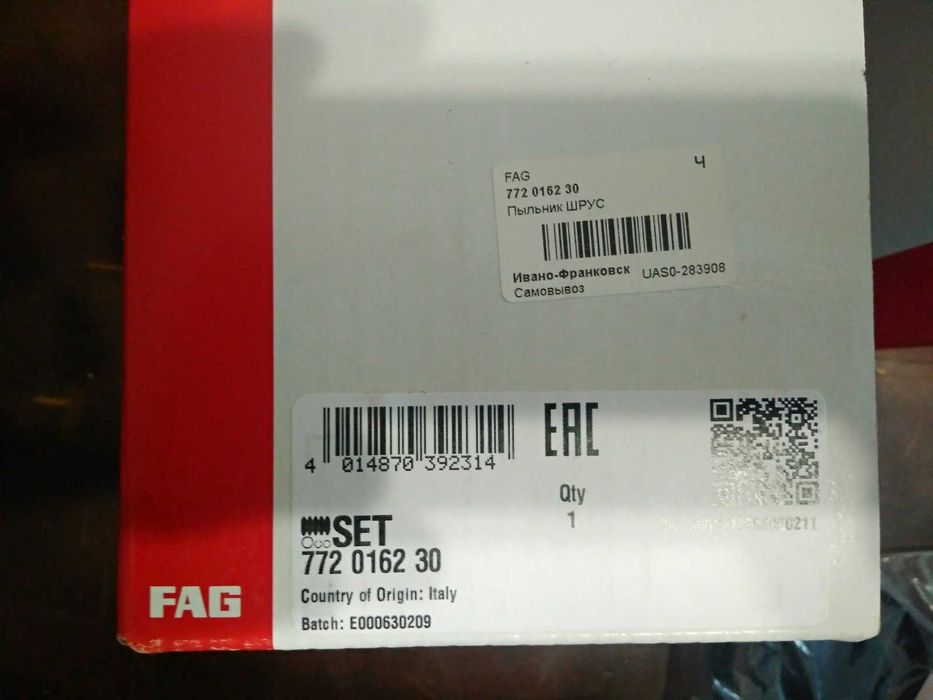 FAG
Ч
772 0162 30
Пыльник ШРУС
Ивано-Франковск UAS0-283908
Самовывоз
4 014870 392314
EAC
Qty
1
SET
772 0162 30
Country of Origin: Italy
Batch: E000630209
FAG